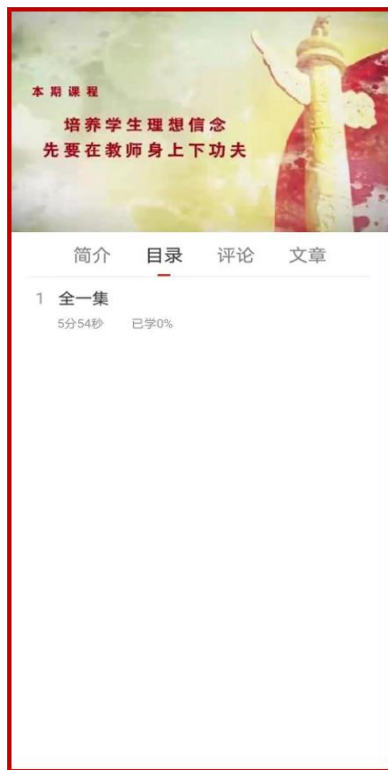 本期课程
培养学生理想信念
先要在教师身上下功夫
简介 目录 评论 文章
1 全一集
5分54秒 已学0%